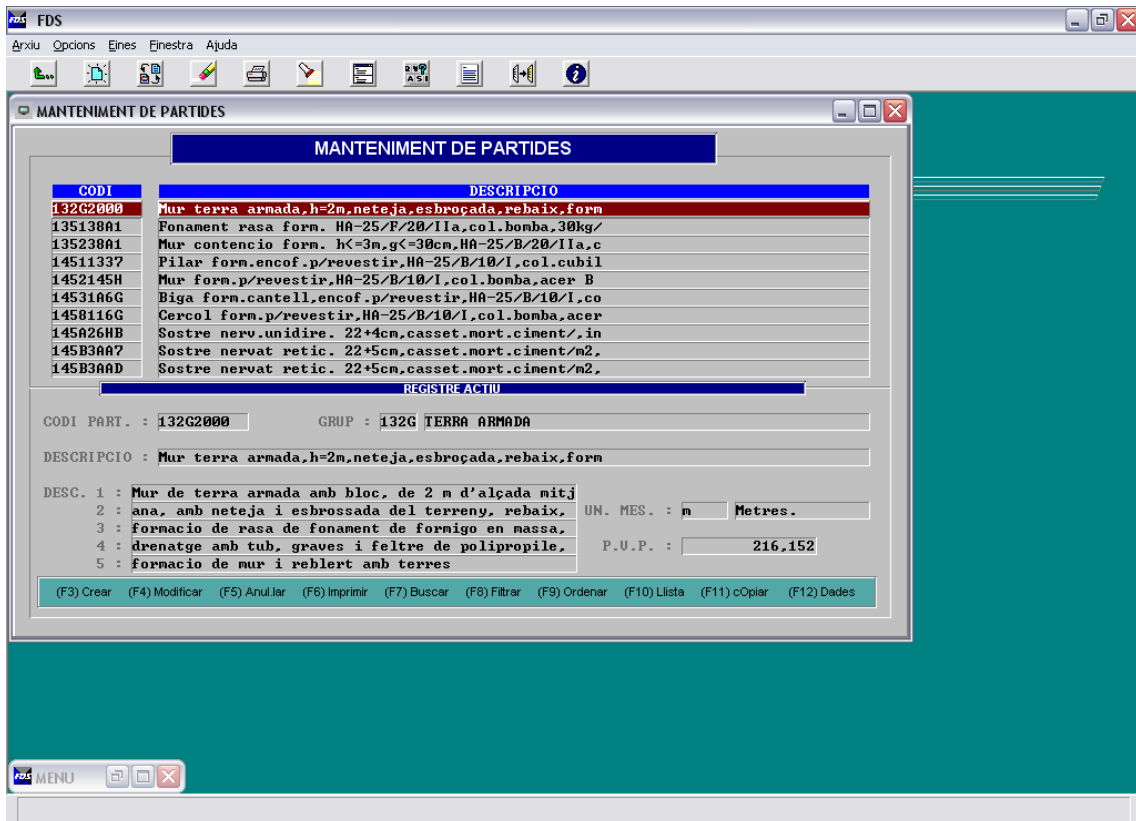 FDS
Arxiu Opcions Eines Finestra Ajuda
MANTENIMENT DE PARTIDES
MANTENIMENT DE PARTIDES
CODI DESCRIPCIO
132G2000 Mur terra armada,h=2m,neteja,esbroçada,rebaix,form
135138A1 Fonament rasa form. HA-25/F/20/IIa,col.bomba,30kg/
135238A1 Mur contencio form. h<=3m,g<=30cm,HA-25/B/20/IIa,c
14511337 Pilar form.encof.p/revestir,HA-25/B/10/I,col.cubil
1452145H Mur form.p/revestir,HA-25/B/10/I,col.bomba,acer B
14531A6G Biga form.cantell,encof.p/revestir,HA-25/B/10/I,co
1458116G Cercol form.p/revestir,HA-25/B/10/I,col.bomba,acer
145A26HB Sostre nerv.unidire. 22+4cm,casset.mort.ciment/,in
145B3AA7 Sostre nervat retic. 22+5cm,casset.mort.ciment/m2,
145B3AAD Sostre nervat retic. 22+5cm,casset.mort.ciment/m2,
REGISTRE ACTIU
CODI PART. : 132G2000 GRUP : 132G TERRA ARMADA
DESCRIPCIO : Mur terra armada,h=2m,neteja,esbroçada,rebaix,form
DESC. 1 : Mur de terra armada amb bloc, de 2 m d'alçada mitj
2 : ana, amb neteja i esbrossada del terreny, rebaix, UN. MES. : m Metres.
3 : formacio de rasa de fonament de formigo en massa,
4 : drenatge amb tub, graves i feltre de polipropile, P.V.P. : 216,152
5 : formacio de mur i reblert amb terres
(F3) Crear (F4) Modificar (F5) Anul.lar (F6) Imprimir (F7) Buscar (F8) Filtrar (F9) Ordenar (F10) Llista (F11) cOpiar (F12) Dades
FDS MENU